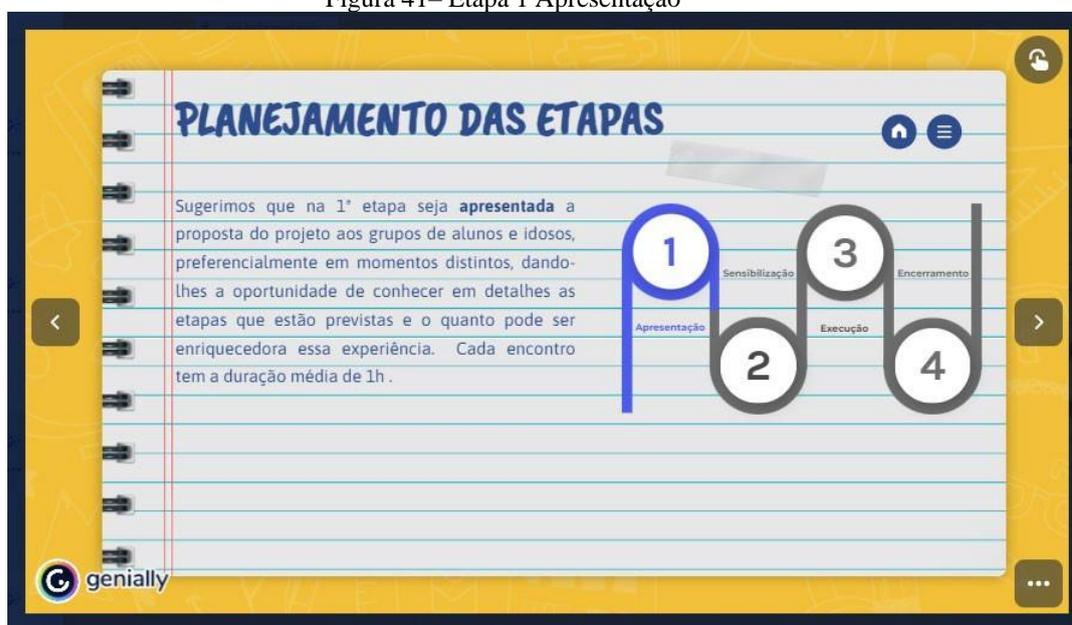 Figura 41– Etapa 1 Apresentação
PLANEJAMENTO DAS ETAPAS
Sugerimos que na 1ª etapa seja apresentada a
proposta do projeto aos grupos de alunos e idosos,
preferencialmente em momentos distintos, dando-
lhes a oportunidade de conhecer em detalhes as
etapas que estão previstas e o quanto pode ser
enriquecedora essa experiência. Cada encontro
tem a duração média de 1h .
1
Apresentação
Sensibilização
2
3
Execução
Encerramento
4
genially